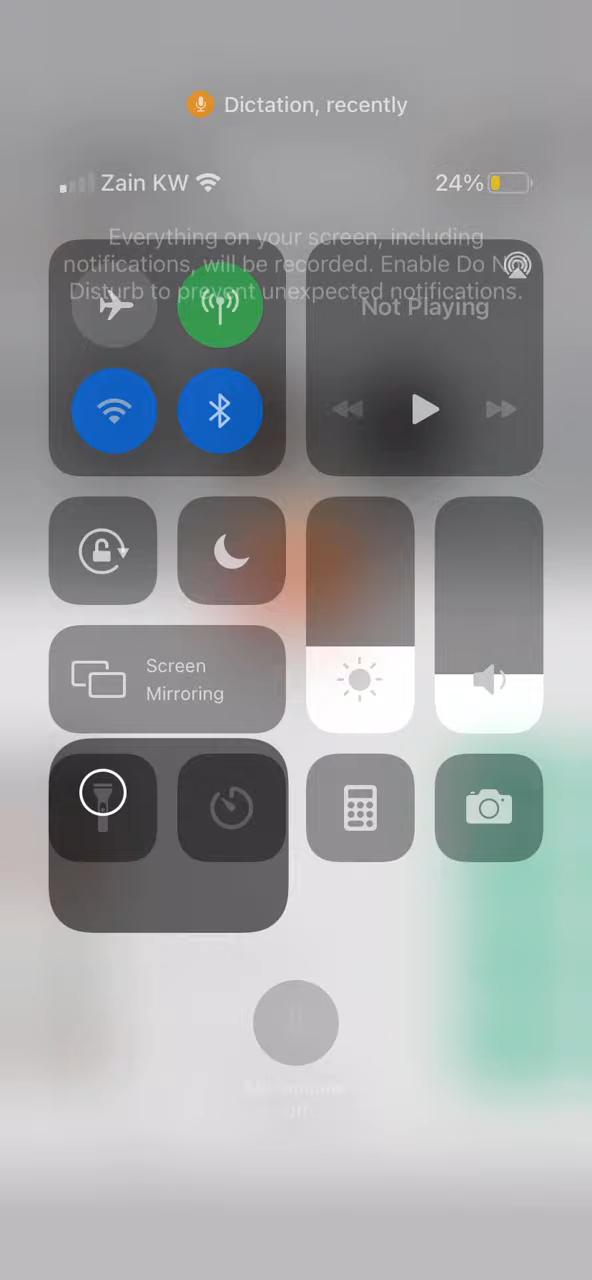 Dictation, recently
Zain KW 24%
Everything on your screen, including
notifications, will be recorded. Enable Do
Disturb to prevent unexpected notifications.
Not Playing
Screen
Mirroring